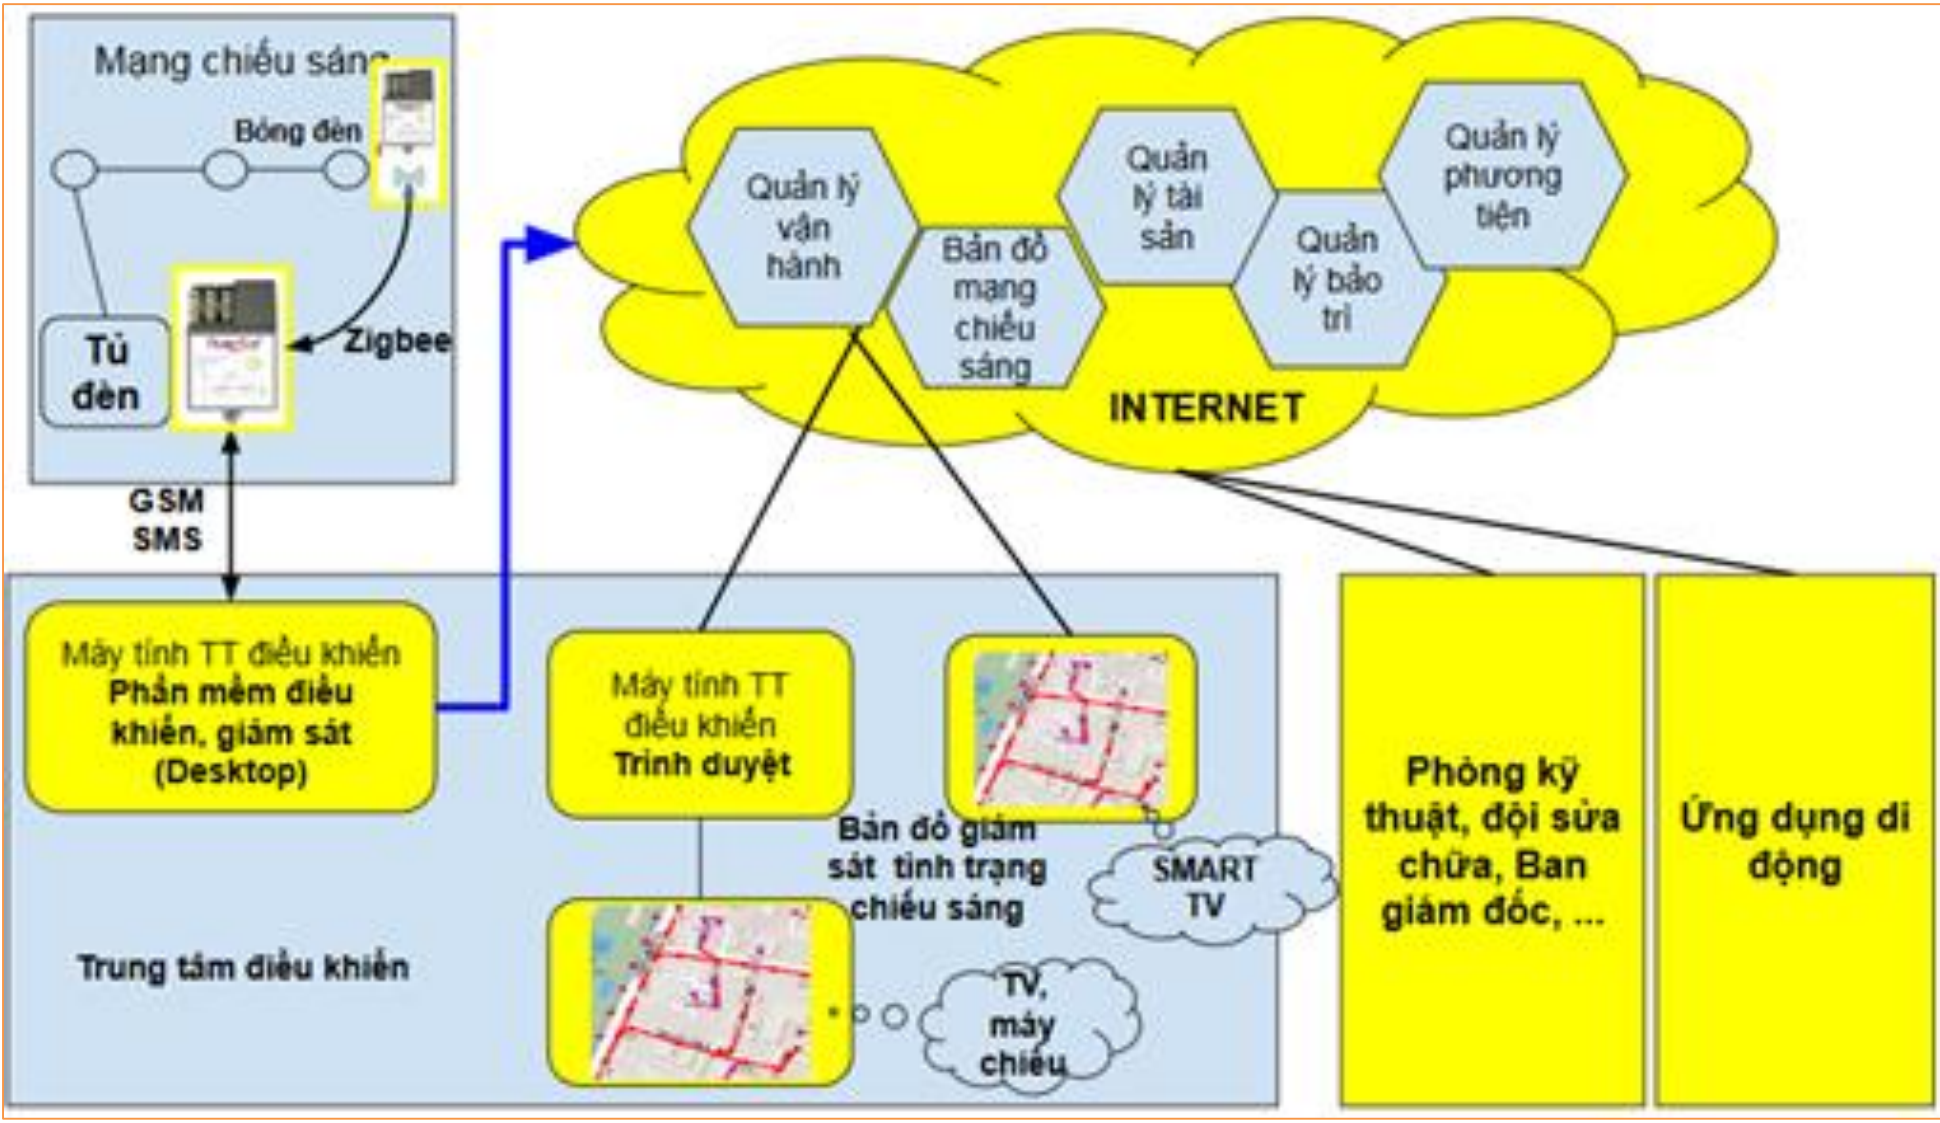 Mạng chiếu sáng
Bóng đèn
Tủ
đèn
Zigbee
GSM
SMS
Quản lý
vận
hành
Bản đồ
mạng
chiếu
sáng
Quản
lý tài
sản
Quản
lý bảo
trì
Quản lý
phương
tiện
INTERNET
Máy tính TT điều khiển
Phần mềm điều
khiển, giám sát
(Desktop)
Máy tính TT
điều khiển
Trình duyệt
Bản đồ giám
sát tình trạng
chiếu sáng
SMART
TV
TV,
máy
chiếu
Trung tâm điều khiển
Phòng kỹ
thuật, đội sửa
chữa, Ban
giám đốc, ...
Ứng dụng di
động